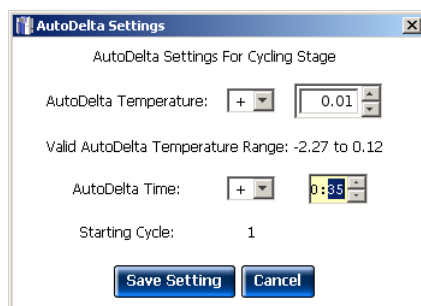 AutoDelta Settings
AutoDelta Settings For Cycling Stage
AutoDelta Temperature: + 0.01
Valid AutoDelta Temperature Range: -2.27 to 0.12
AutoDelta Time: + 0:35
Starting Cycle: 1
Save Setting Cancel